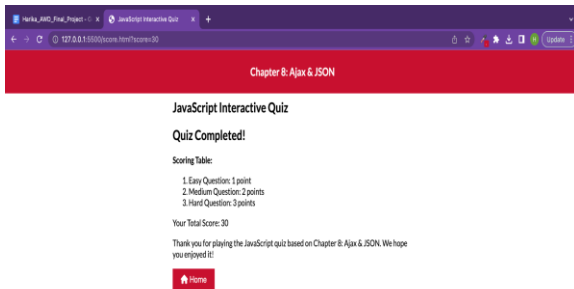 Harika_AWD_Final_Project - G
JavaScript Interactive Quiz
127.0.0.1:5500/score.html?score=30
Update
Chapter 8: Ajax & JSON
JavaScript Interactive Quiz
Quiz Completed!
Scoring Table:
1. Easy Question: 1 point
2. Medium Question: 2 points
3. Hard Question: 3 points
Your Total Score: 30
Thank you for playing the JavaScript quiz based on Chapter 8: Ajax & JSON. We hope
you enjoyed it!
Home